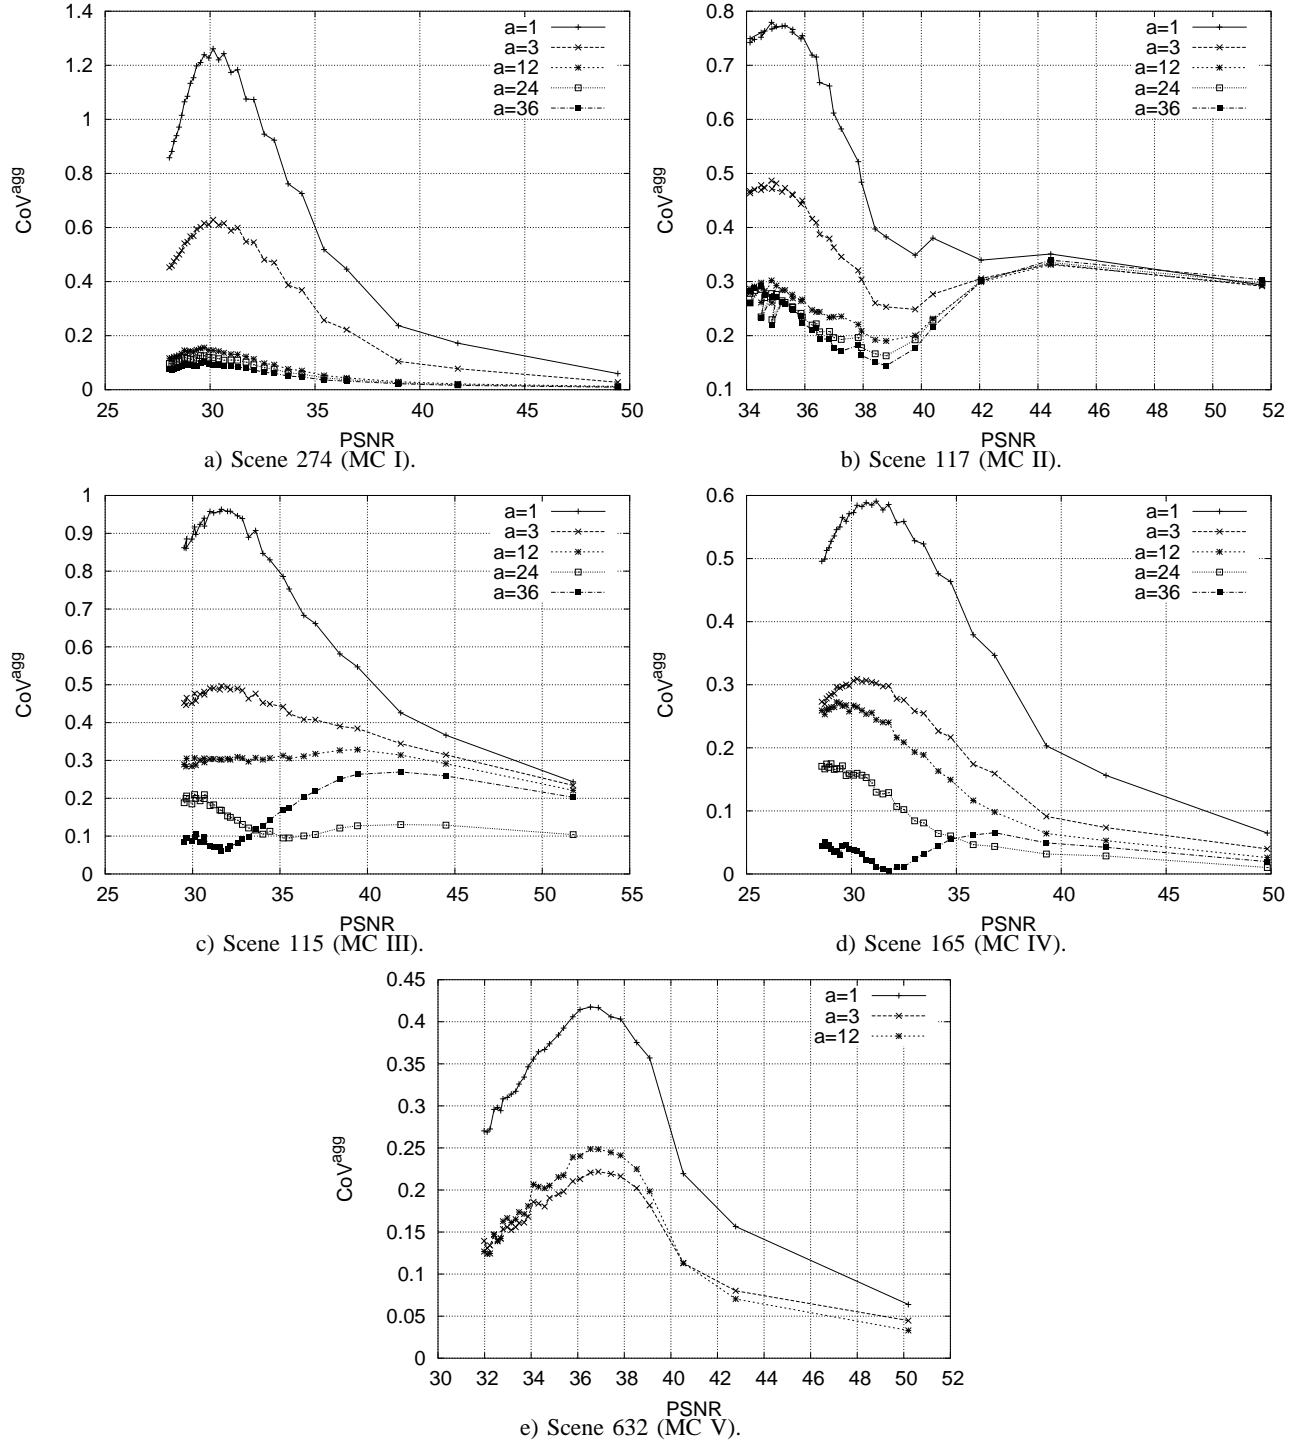 1.4
1.2
1
0.8
0.6
0.4
0.2
0
25
30
35
40
45
50
CoV^agg
PSNR
a=1
a=3
a=12
a=24
a=36
a) Scene 274 (MC I).
0.8
0.7
0.6
0.5
0.4
0.3
0.2
0.1
34
36
38
40
42
44
46
48
50
52
CoV^agg
PSNR
a=1
a=3
a=12
a=24
a=36
b) Scene 117 (MC II).
1
0.9
0.8
0.7
0.6
0.5
0.4
0.3
0.2
0.1
0
25
30
35
40
45
50
55
CoV^agg
PSNR
a=1
a=3
a=12
a=24
a=36
c) Scene 115 (MC III).
0.6
0.5
0.4
0.3
0.2
0.1
0
25
30
35
40
45
50
CoV^agg
PSNR
a=1
a=3
a=12
a=24
a=36
d) Scene 165 (MC IV).
0.45
0.4
0.35
0.3
0.25
0.2
0.15
0.1
0.05
0
30
32
34
36
38
40
42
44
46
48
50
52
CoV^agg
PSNR
a=1
a=3
a=12
e) Scene 632 (MC V).